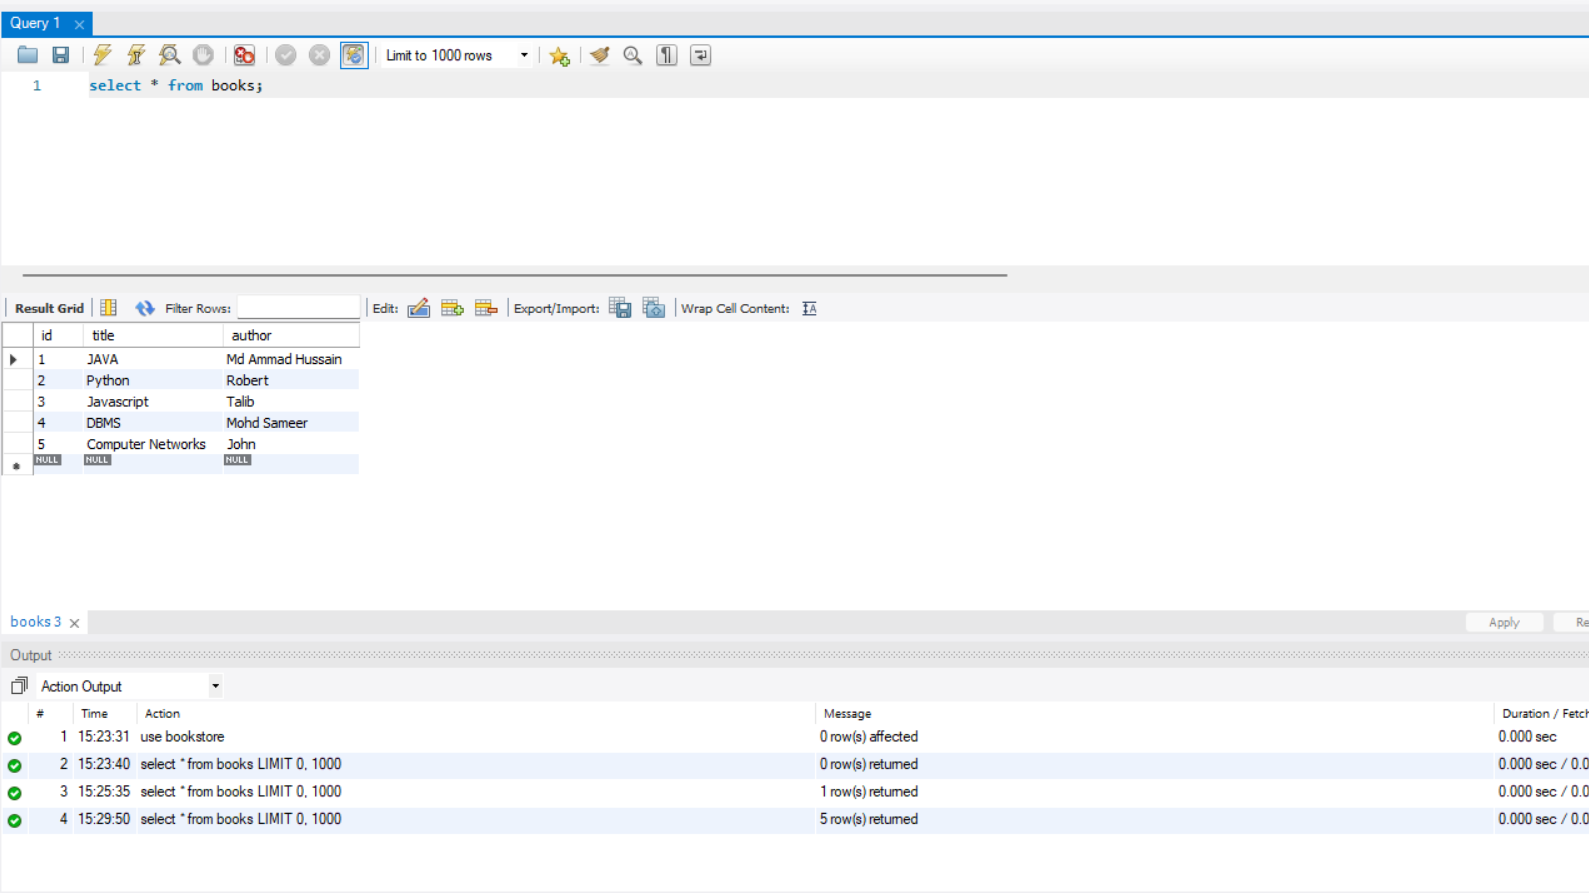 Query 1
Limit to 1000 rows
1 select * from books;
Result Grid Filter Rows: Edit: Export/Import: Wrap Cell Content:
id title author
1 JAVA Md Ammad Hussain
2 Python Robert
3 Javascript Talib
4 DBMS Mohd Sameer
5 Computer Networks John
NULL NULL NULL
books 3
Apply Re
Output
Action Output
# Time Action Message Duration / Fetch
1 15:23:31 use bookstore 0 row(s) affected 0.000 sec
2 15:23:40 select * from books LIMIT 0, 1000 0 row(s) returned 0.000 sec / 0.0
3 15:25:35 select * from books LIMIT 0, 1000 1 row(s) returned 0.000 sec / 0.0
4 15:29:50 select * from books LIMIT 0, 1000 5 row(s) returned 0.000 sec / 0.0